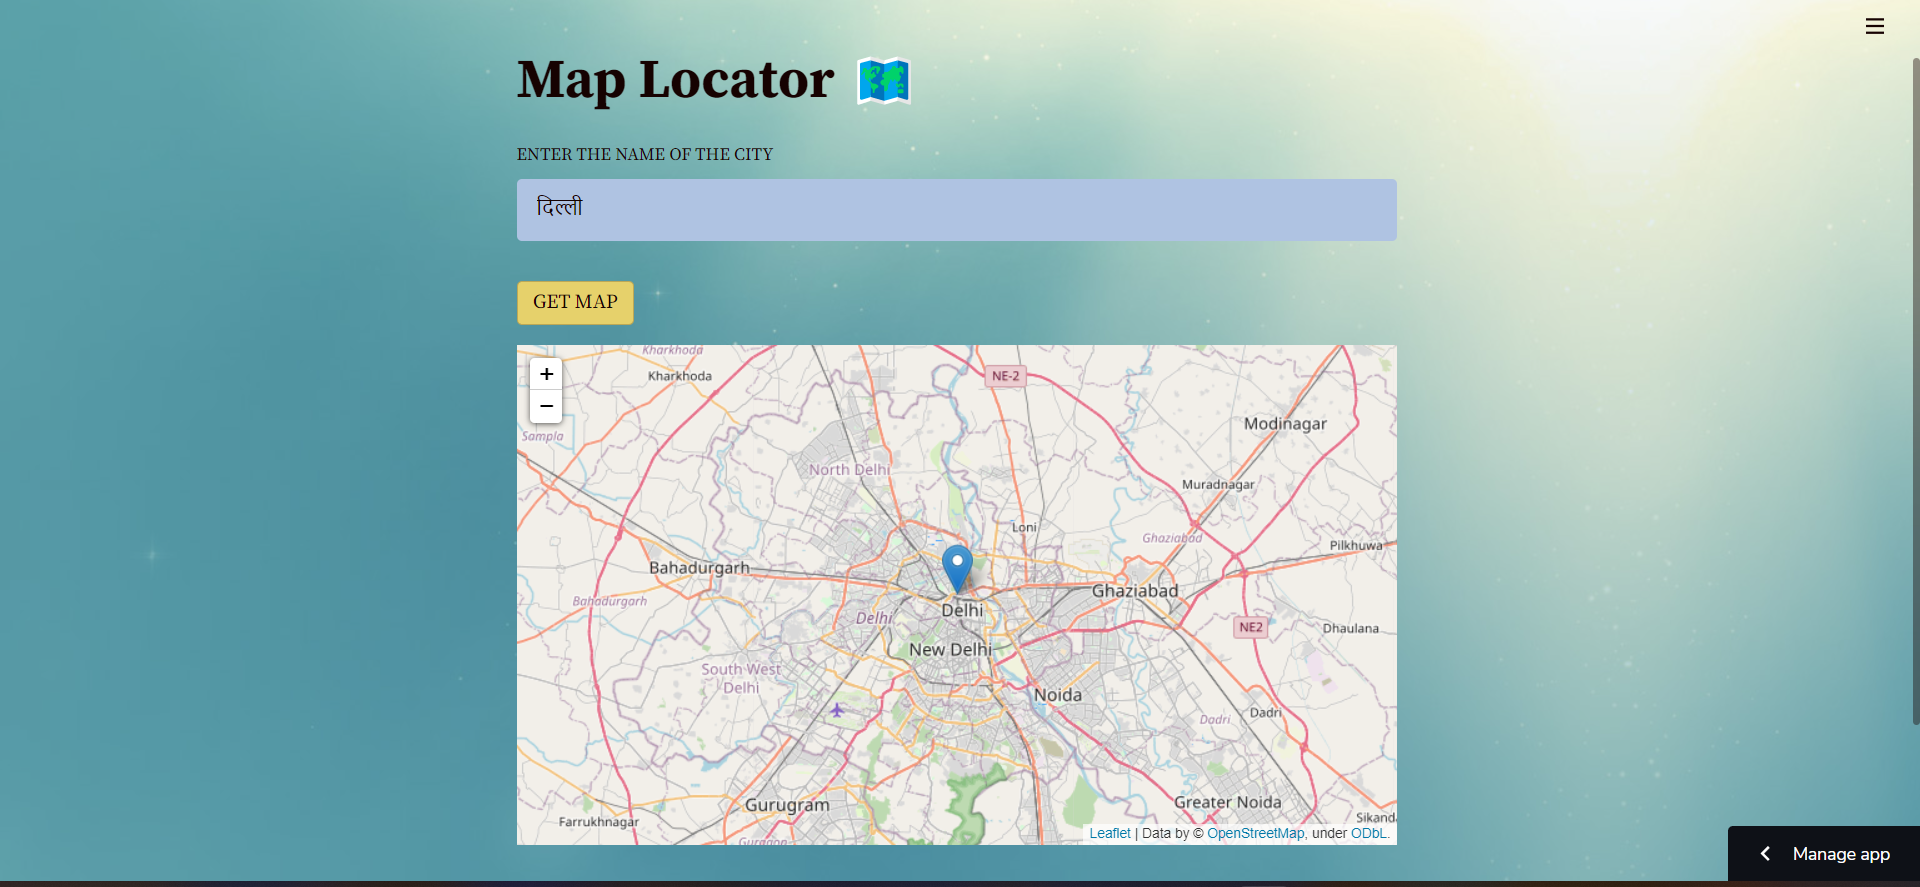 Map Locator
ENTER THE NAME OF THE CITY
दिल्ली
GET MAP
+
−
Kharkhoda
Kharkhoda
NE-2
Sampla
Modinagar
North Delhi
Muradnagar
Loni
Ghaziabad
Pilkhuwa
Bahadurgarh
Ghaziabad
Bahadurgarh
Delhi
Delhi
NE2
Dhaulana
New Delhi
South West
Delhi
Noida
Dadri
Dadri
Gurugram
Greater Noida
Farrukhnagar
Sikand
Gurgaon
Leaflet | Data by © OpenStreetMap, under ODbL.
Manage app